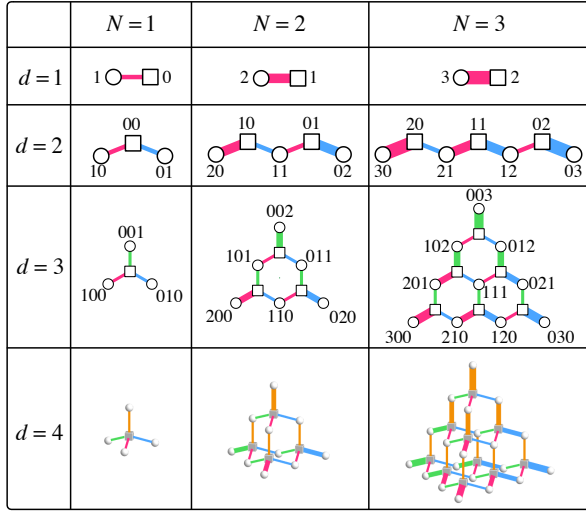 N = 1 N = 2 N = 3
d = 1 1 0 2 1 3 2
00 10 01 20 11 02
d = 2
10 01 20 11 02 30 21 12 03
003
002
001 102 012
101 011
d = 3 201 021
111
100 010
200 110 020
300 210 120 030
d = 4